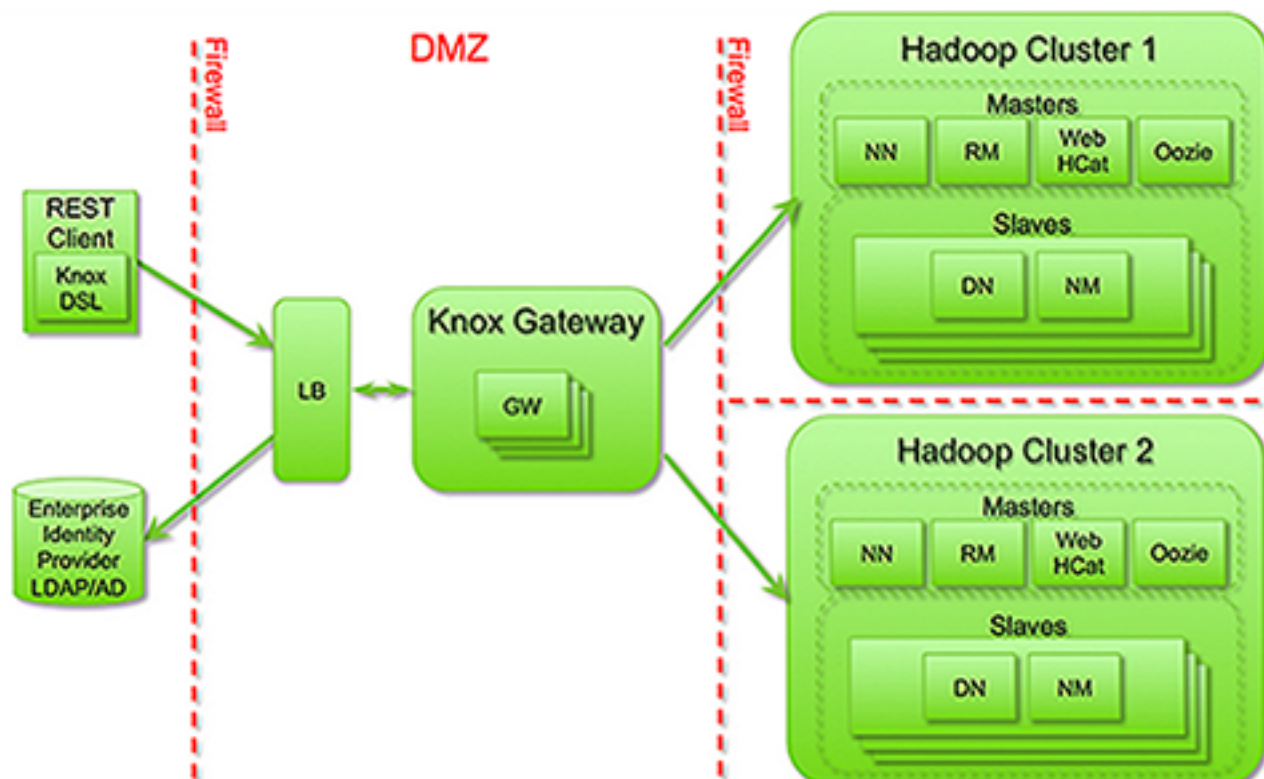 Firewall
DMZ
Firewall
REST
Client
Knox
DSL
Enterprise
Identity
Provider
LDAP/AD
LB
Knox Gateway
GW
Hadoop Cluster 1
Masters
NN
RM
Web
HCat
Oozie
Slaves
DN
NM
Hadoop Cluster 2
Masters
NN
RM
Web
HCat
Oozie
Slaves
DN
NM